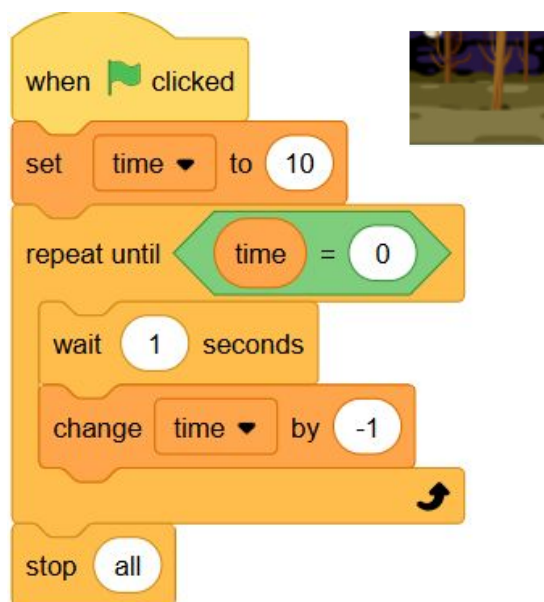 when clicked
set time to 10
repeat until time = 0
wait 1 seconds
change time by -1
stop all